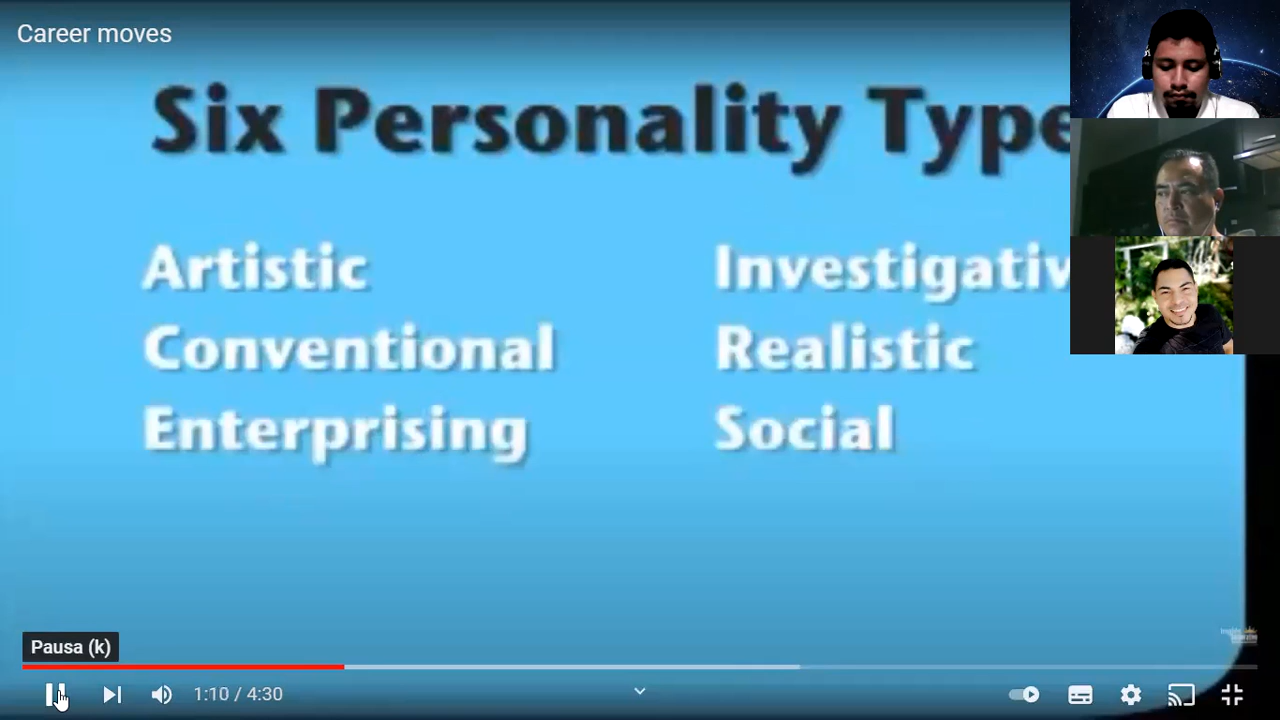 Career moves
Six Personality Type
Artistic
Investigativ
Conventional
Realistic
Enterprising
Social
Pausa (k)
1:10 / 4:30